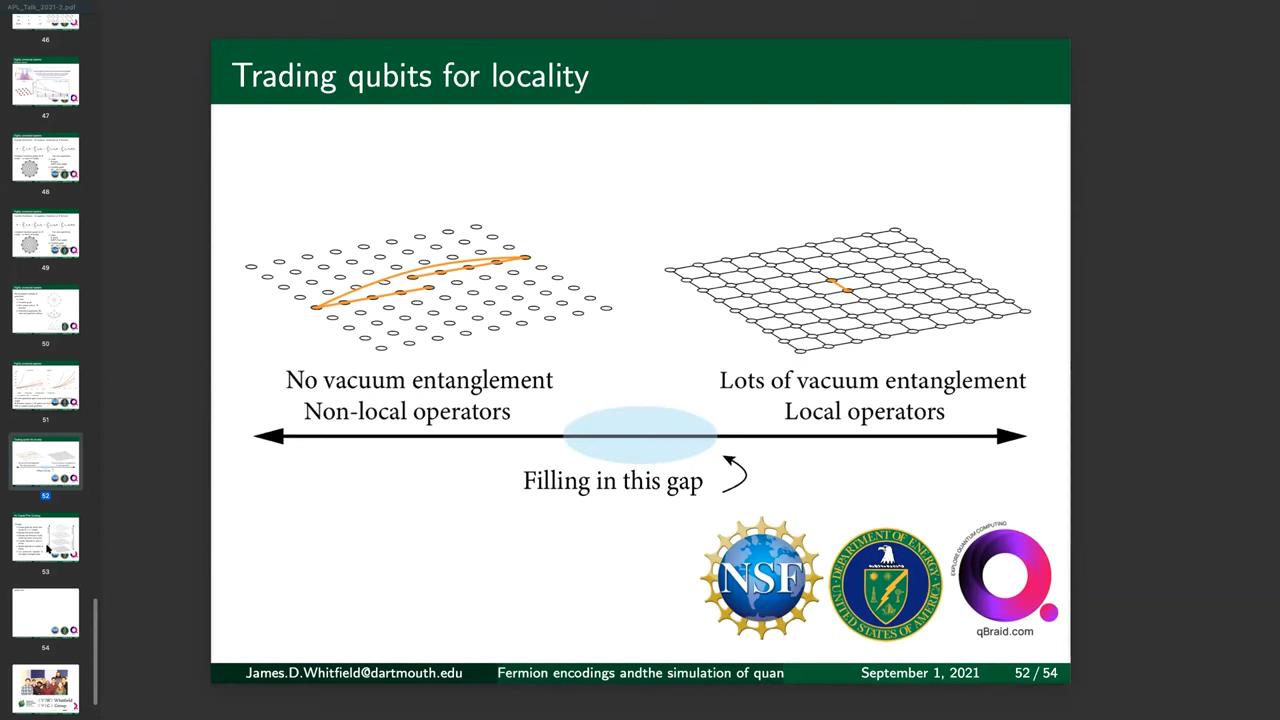 APL_Talk_2021-2.pdf
46
47
48
49
50
51
52
53
54
Trading qubits for locality
No vacuum entanglement
Non-local operators
Lots of vacuum entanglement
Local operators
Filling in this gap
NSF
DEPARTMENT OF ENERGY
UNITED STATES OF AMERICA
EXPLORE QUANTUM COMPUTING
qBraid.com
James.D.Whitfield@dartmouth.edu
Fermion encodings andthe simulation of quan
September 1, 2021
52 / 54